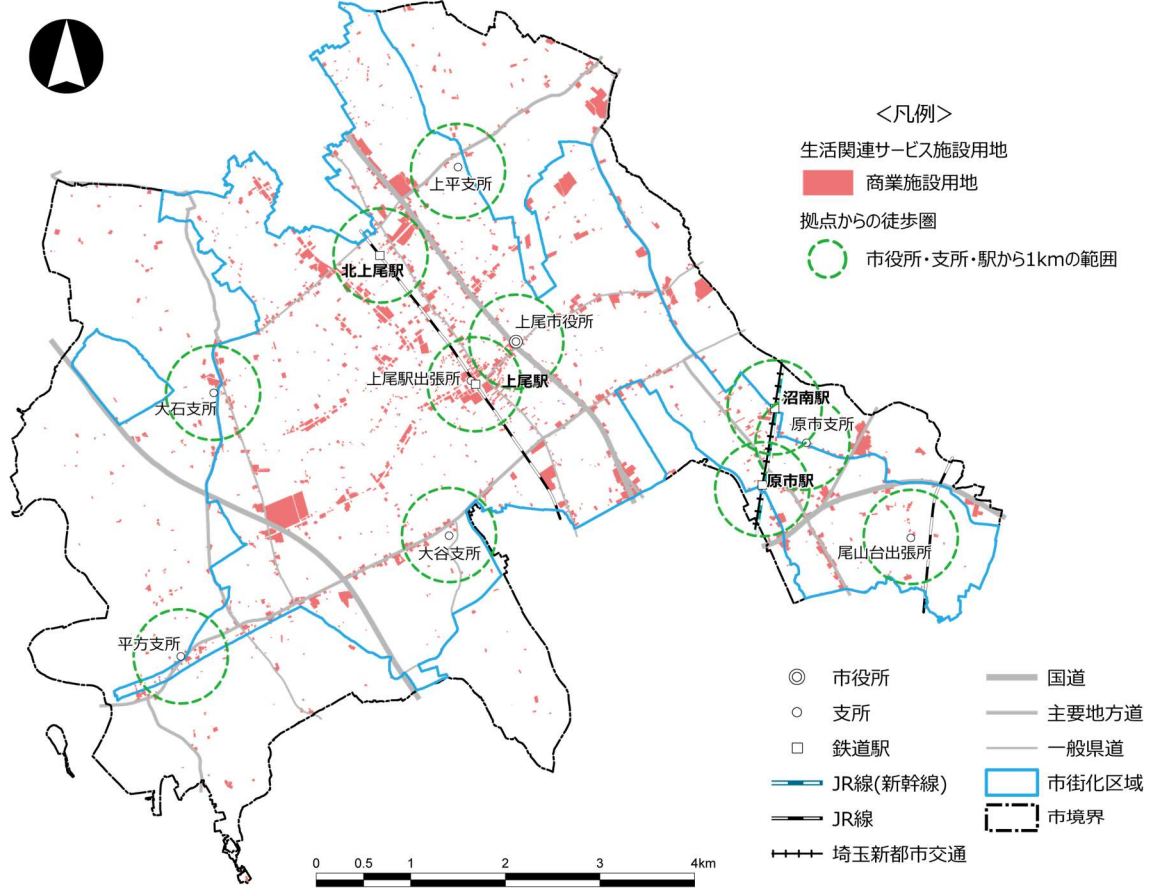 ＜凡例＞
生活関連サービス施設用地
商業施設用地
拠点からの徒歩圏
市役所・支所・駅から1kmの範囲
上平支所
北上尾駅
上尾市役所
上尾駅出張所
上尾駅
大石支所
沼南駅
原市支所
原市駅
尾山台出張所
大谷支所
平方支所
市役所
支所
鉄道駅
JR線(新幹線)
JR線
埼玉新都市交通
国道
主要地方道
一般県道
市街化区域
市境界
0 0.5 1 2 3 4km